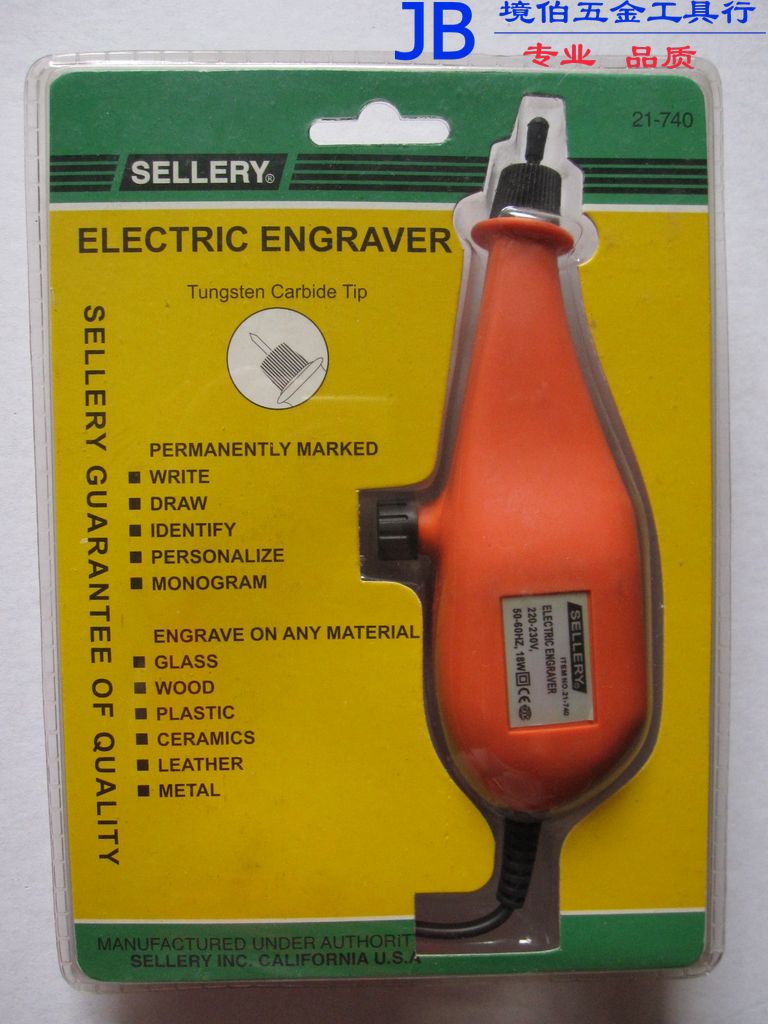 JB 境伯五金工具行
专业 品质
21-740
SELLERY®
ELECTRIC ENGRAVER
Tungsten Carbide Tip
SELLERY GUARANTEE OF QUALITY
PERMANENTLY MARKED
WRITE
DRAW
IDENTIFY
PERSONALIZE
MONOGRAM
ENGRAVE ON ANY MATERIAL
GLASS
WOOD
PLASTIC
CERAMICS
LEATHER
METAL
SELLERY®
ITEM NO.21-740
ELECTRIC ENGRAVER
220-230V,
50-60HZ, 18W CE
MANUFACTURED UNDER AUTHORIT
SELLERY INC. CALIFORNIA U.S.A